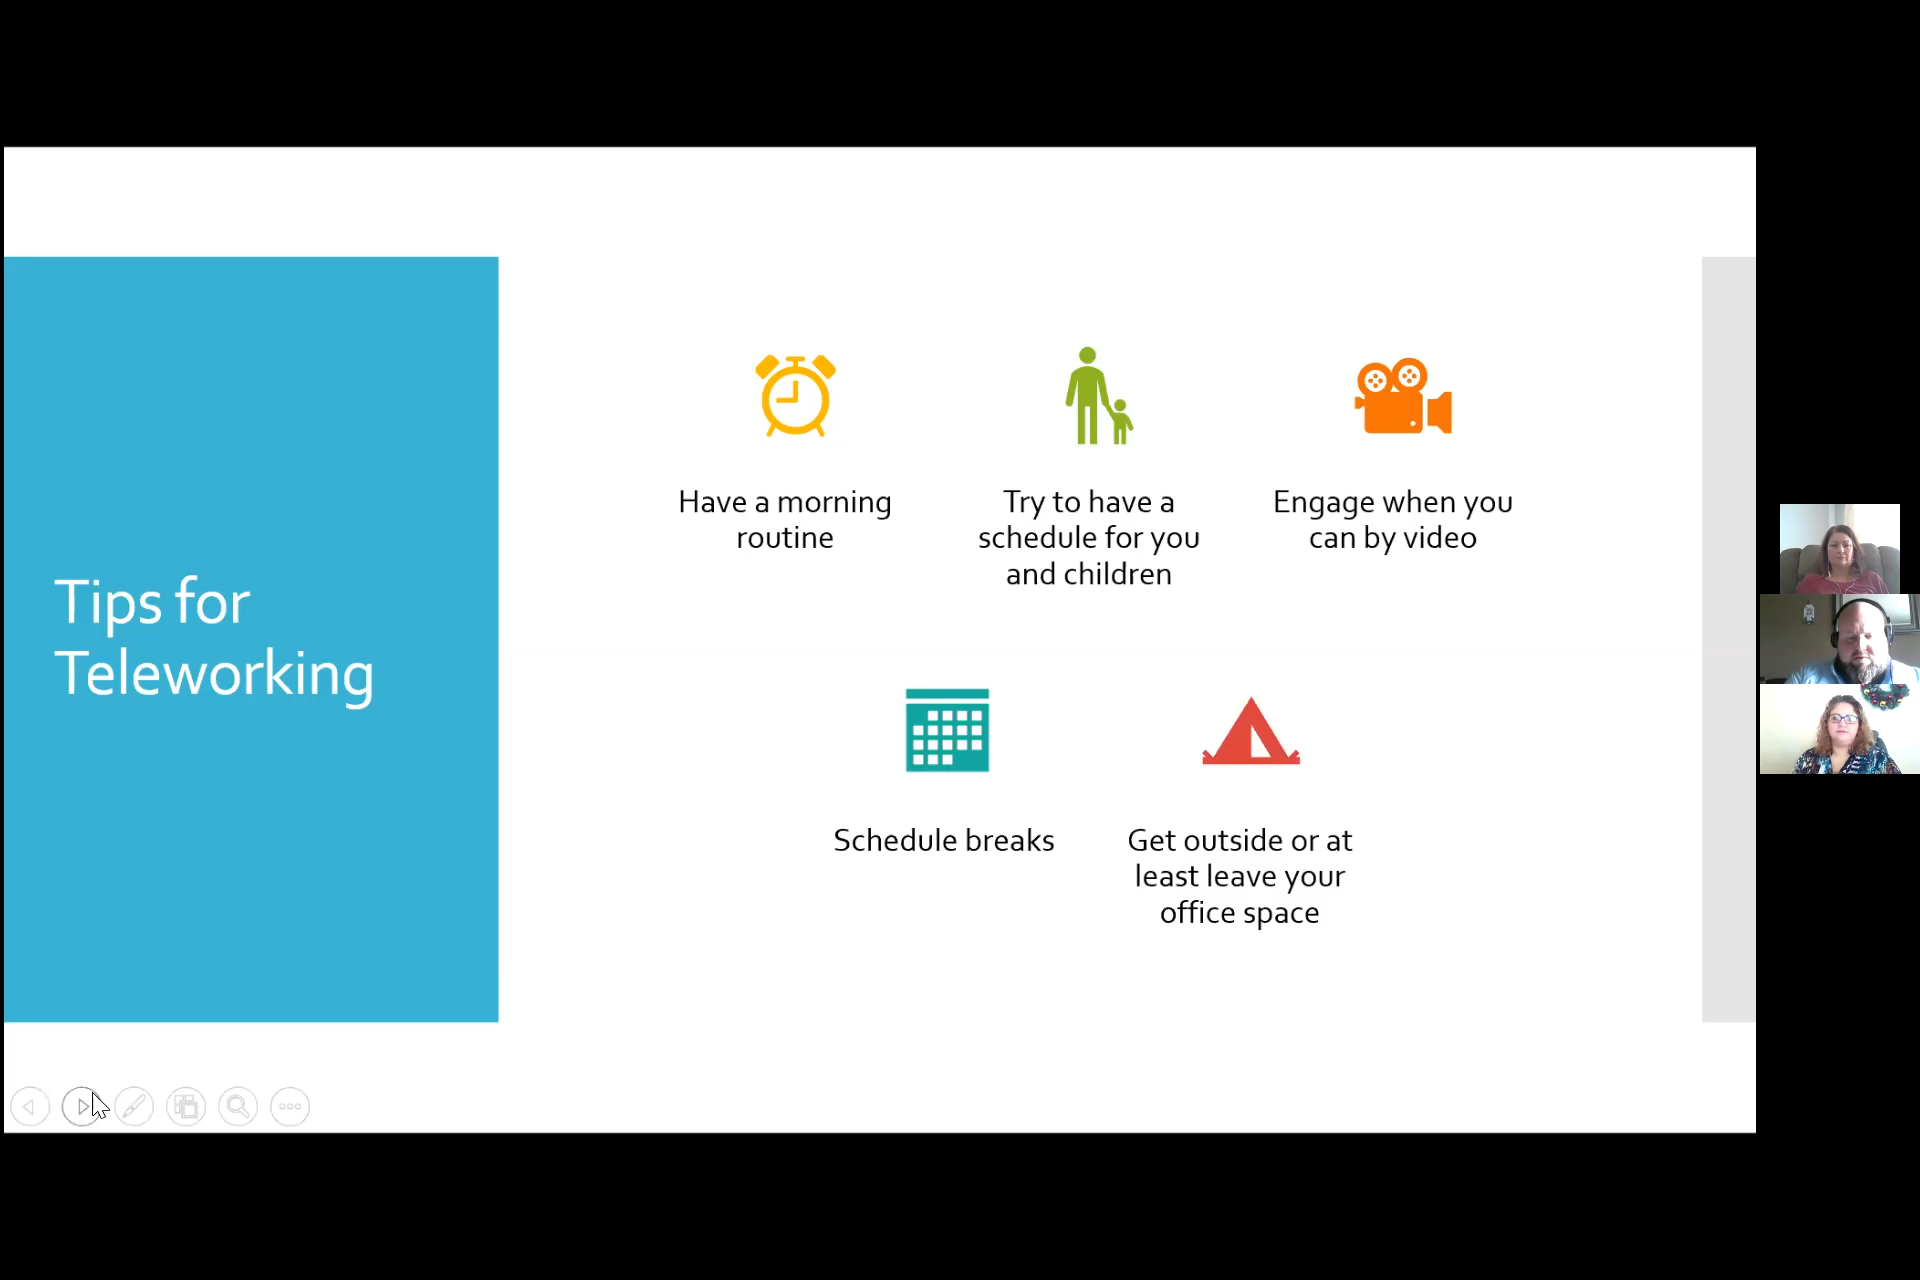 Tips for
Teleworking
Have a morning
routine
Try to have a
schedule for you
and children
Engage when you
can by video
Schedule breaks
Get outside or at
least leave your
office space